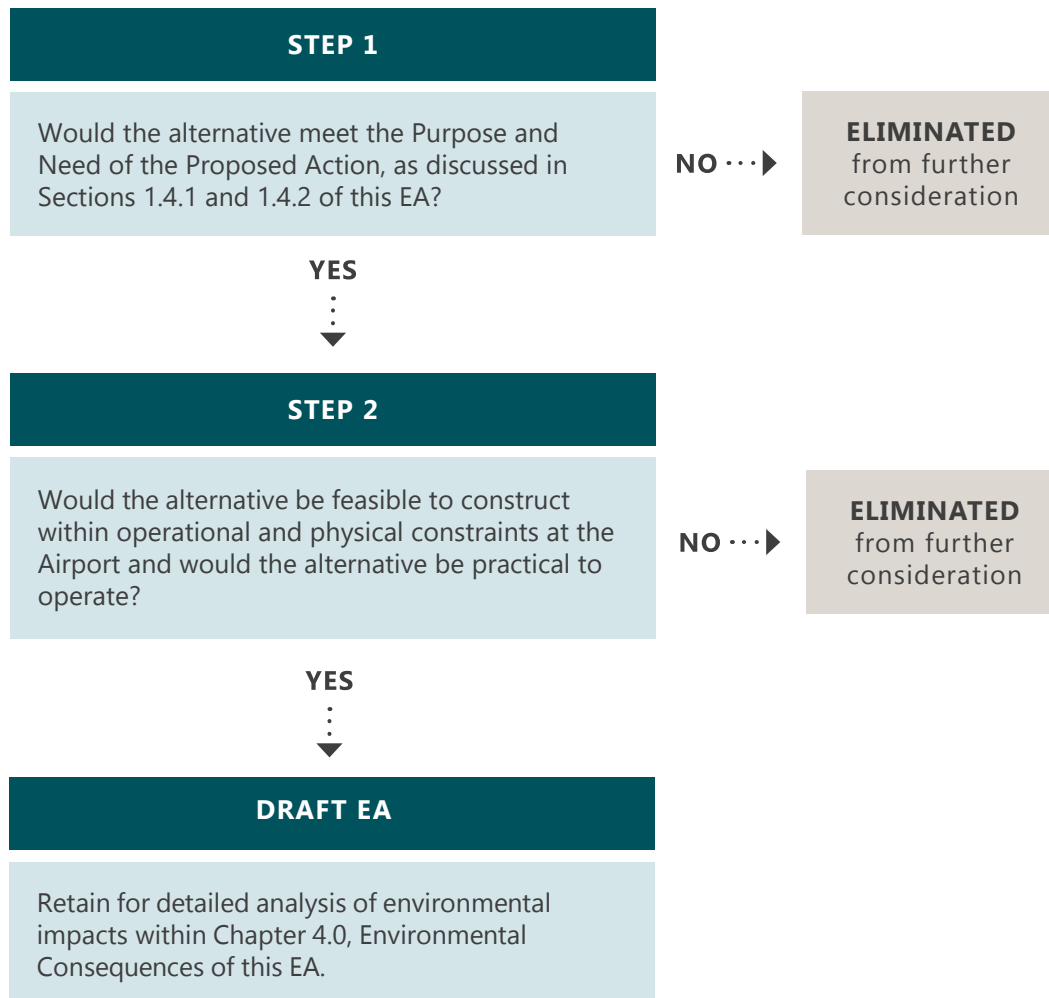 STEP 1
Would the alternative meet the Purpose and
Need of the Proposed Action, as discussed in
Sections 1.4.1 and 1.4.2 of this EA?
NO
ELIMINATED
from further
consideration
YES
STEP 2
Would the alternative be feasible to construct
within operational and physical constraints at the
Airport and would the alternative be practical to
operate?
NO
ELIMINATED
from further
consideration
YES
DRAFT EA
Retain for detailed analysis of environmental
impacts within Chapter 4.0, Environmental
Consequences of this EA.